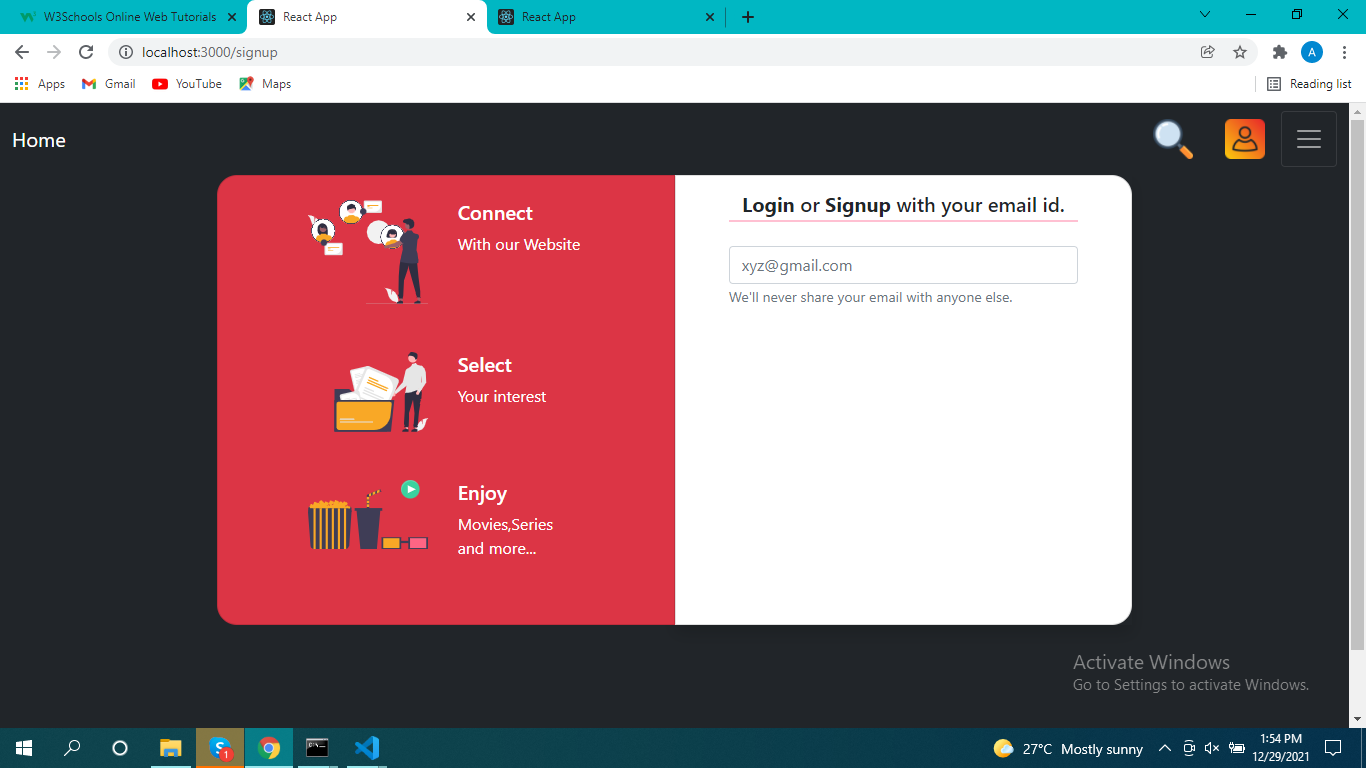 W3Schools Online Web Tutorials
React App
React App
localhost:3000/signup
A
Apps
Gmail
YouTube
Maps
Reading list
Home
Connect
With our Website
Select
Your interest
Enjoy
Movies,Series
and more...
Login or Signup with your email id.
xyz@gmail.com
We'll never share your email with anyone else.
Activate Windows
Go to Settings to activate Windows.
S
1
27°C Mostly sunny
1:54 PM
12/29/2021